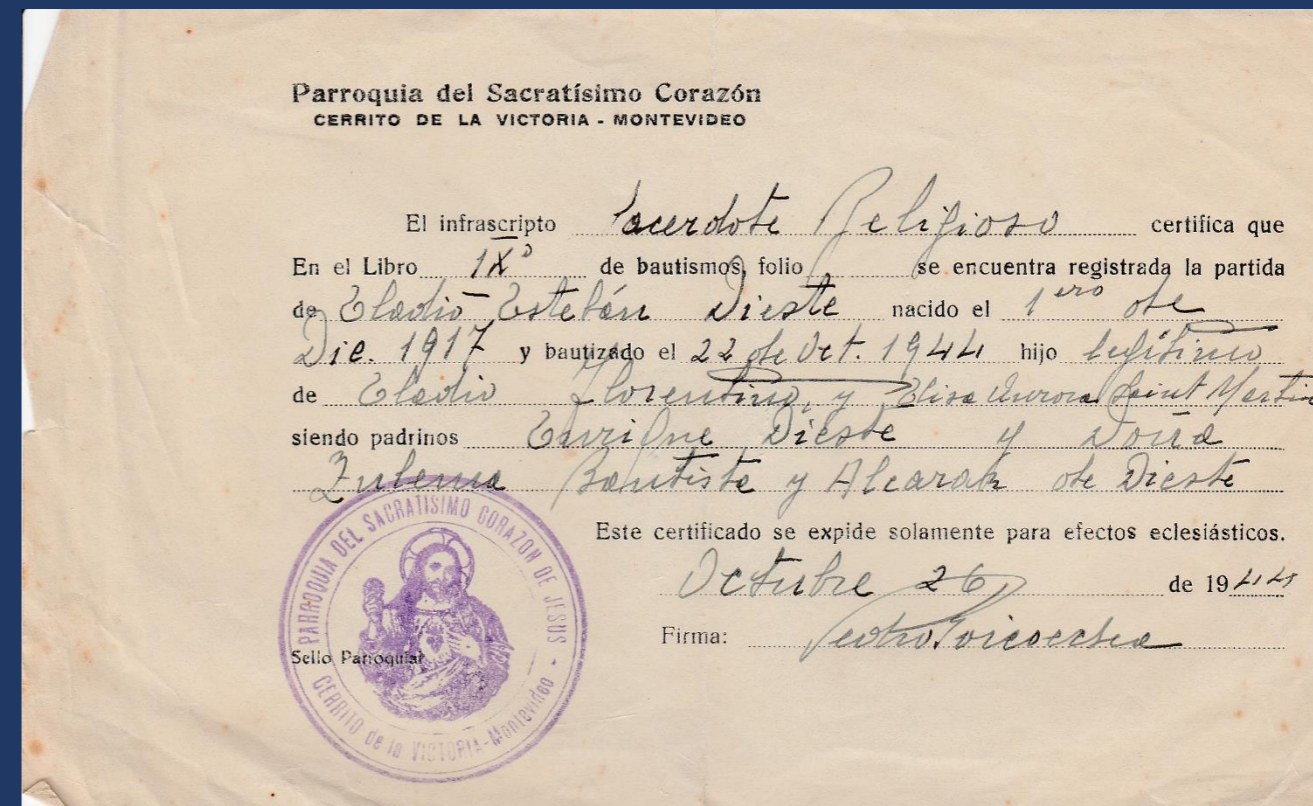 Parroquia del Sacratísimo Corazón
CERRITO DE LA VICTORIA - MONTEVIDEO
El infrascripto Sacerdote Religioso certifica que
En el Libro IXº de bautismos, folio se encuentra registrada la partida
de Eladio Esteban Dieste nacido el 1ero de
Dic. 1917 y bautizado el 22 de Oct. 1944 hijo legítimo
de Eladio Florentino, y Elisa Aurora Saint Martin
siendo padrinos Enrique Dieste y Doña
Zulema Bautista y Alcaraz de Dieste
Este certificado se expide solamente para efectos eclesiásticos.
Octubre 26 de 1944
Firma: Pedro Goicoechea
Sello Parroquial
PARROQUIA DEL SACRATISIMO CORAZON DE JESUS -
CERRITO de la VICTORIA-Montevideo -